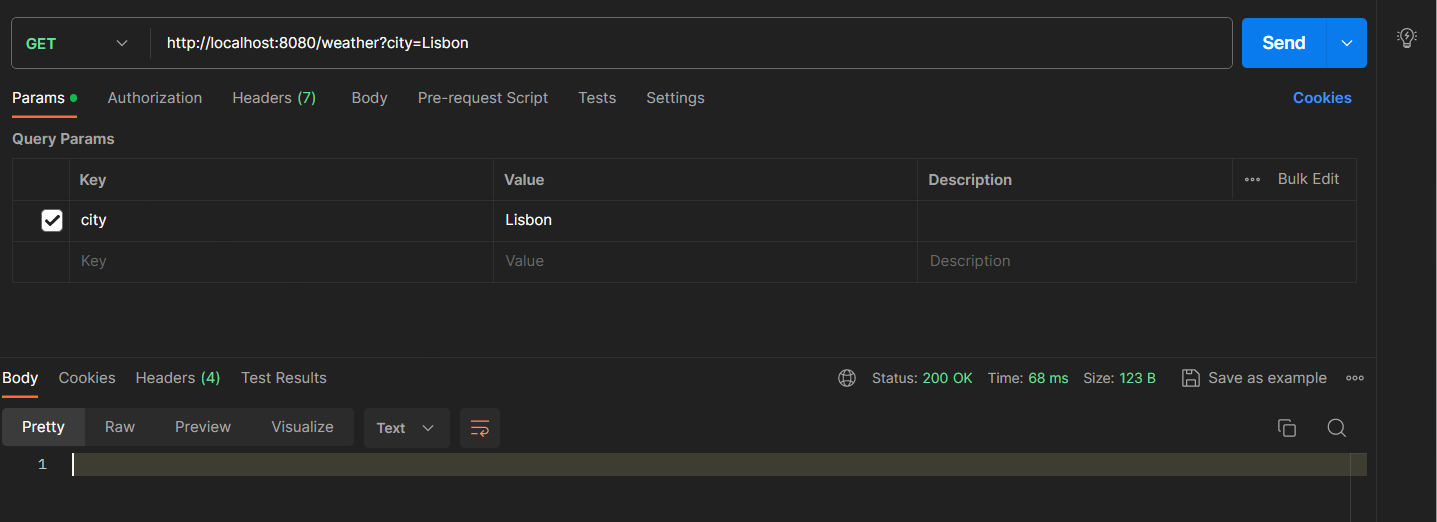 GET http://localhost:8080/weather?city=Lisbon Send
Params Authorization Headers (7) Body Pre-request Script Tests Settings Cookies
Query Params
Key Value Description Bulk Edit
city Lisbon
Key Value Description
Body Cookies Headers (4) Test Results Status: 200 OK Time: 68 ms Size: 123 B Save as example
Pretty Raw Preview Visualize Text
1